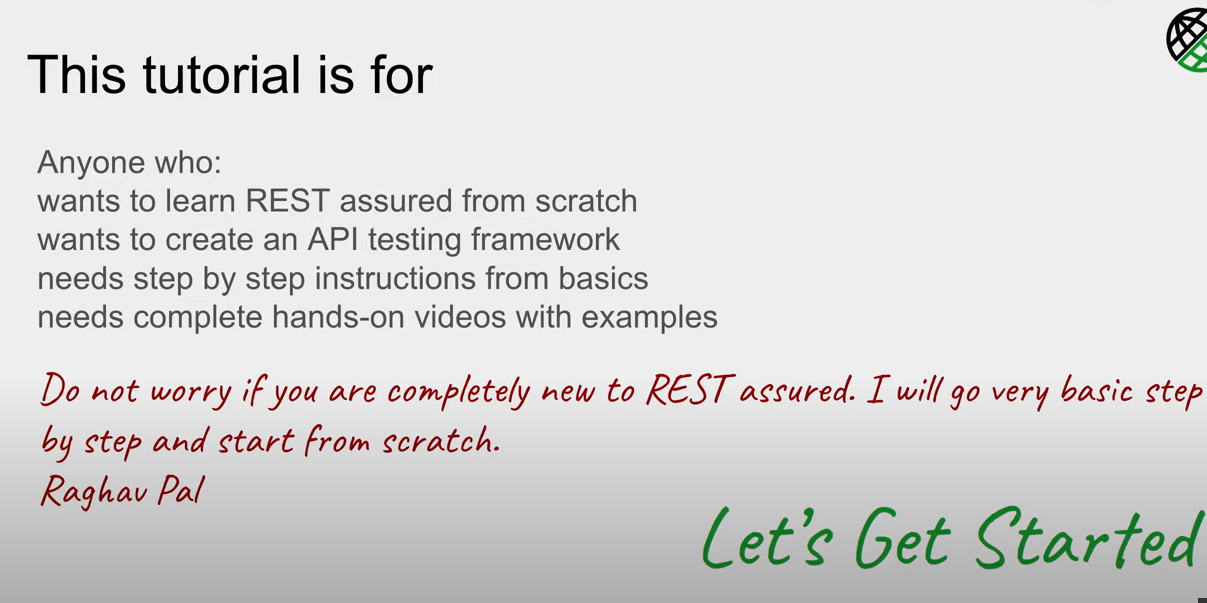 This tutorial is for
Anyone who:
wants to learn REST assured from scratch
wants to create an API testing framework
needs step by step instructions from basics
needs complete hands-on videos with examples
Do not worry if you are completely new to REST assured. I will go very basic step
by step and start from scratch.
Raghav Pal
Let's Get Started